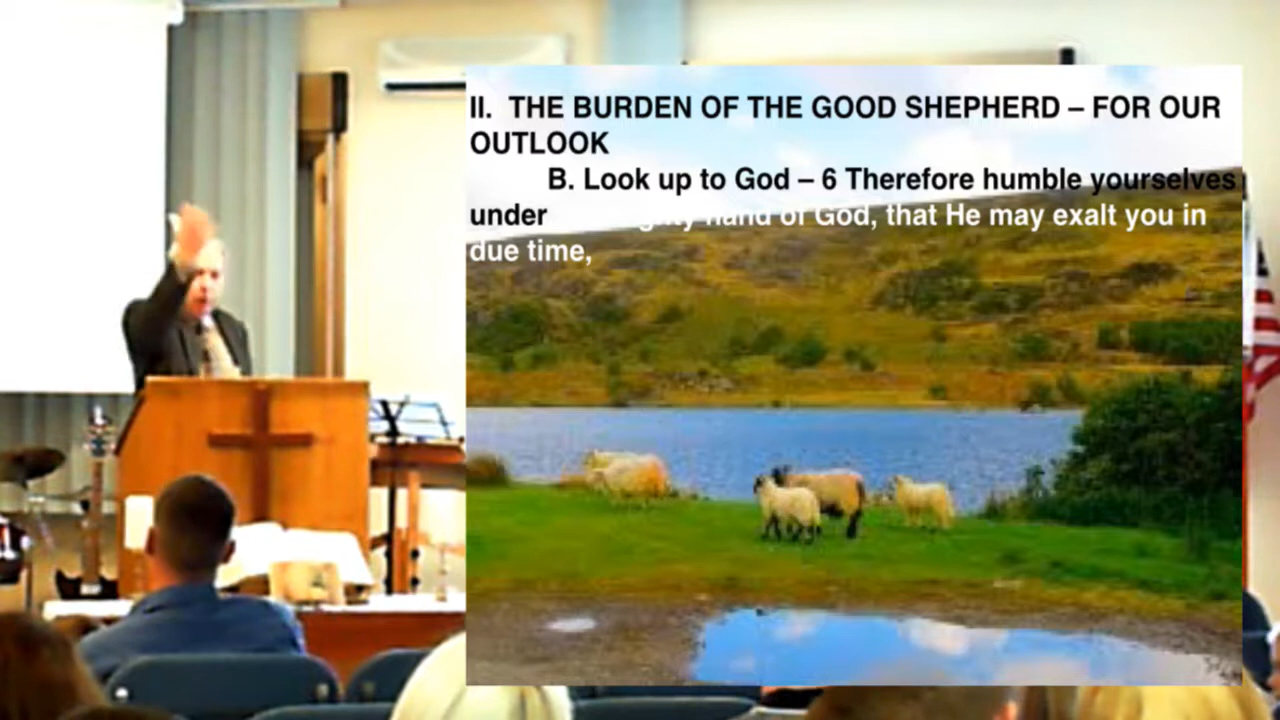 II. THE BURDEN OF THE GOOD SHEPHERD – FOR OUR
OUTLOOK
B. Look up to God – 6 Therefore humble yourselves
under hand of God, that He may exalt you in
due time,